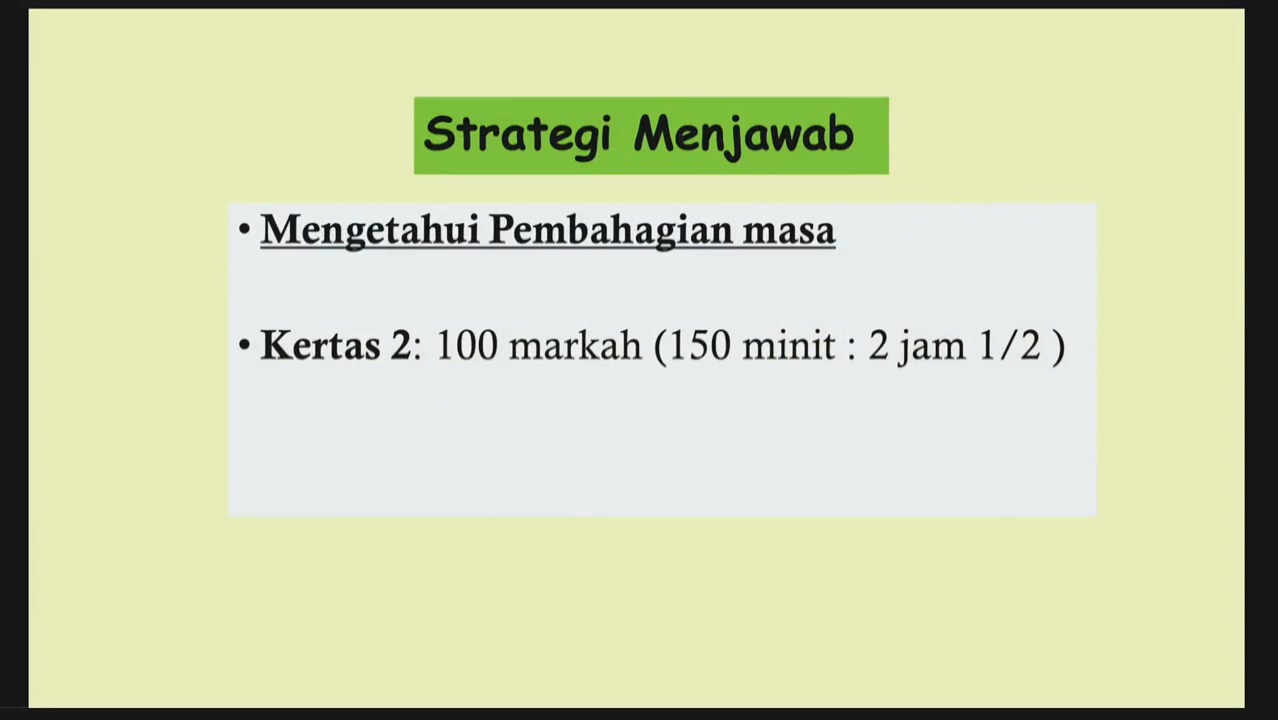 Strategi Menjawab
• Mengetahui Pembahagian masa
• Kertas 2: 100 markah (150 minit : 2 jam 1/2 )